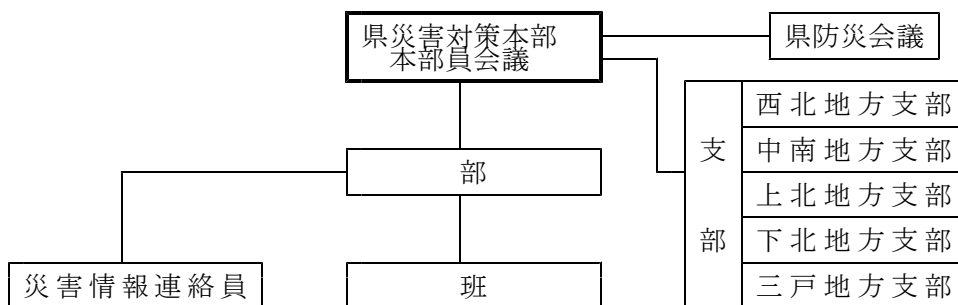 県災害対策本部
本部員会議
県防災会議
部
災害情報連絡員
班
支部
西北地方支部
中南地方支部
上北地方支部
下北地方支部
三戸地方支部